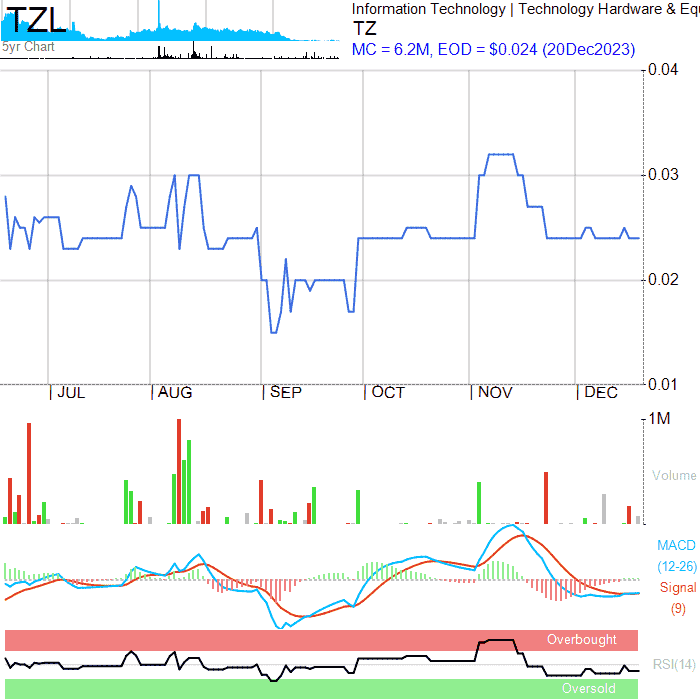 TZL
5yr Chart
Information Technology | Technology Hardware & Equ
TZ
MC = 6.2M, EOD = $0.024 (20Dec2023)
0.04
0.03
0.02
0.01
| JUL | AUG | SEP | OCT | NOV | DEC
1M
Volume
MACD
(12-26)
Signal
(9)
Overbought
RSI(14)
Oversold